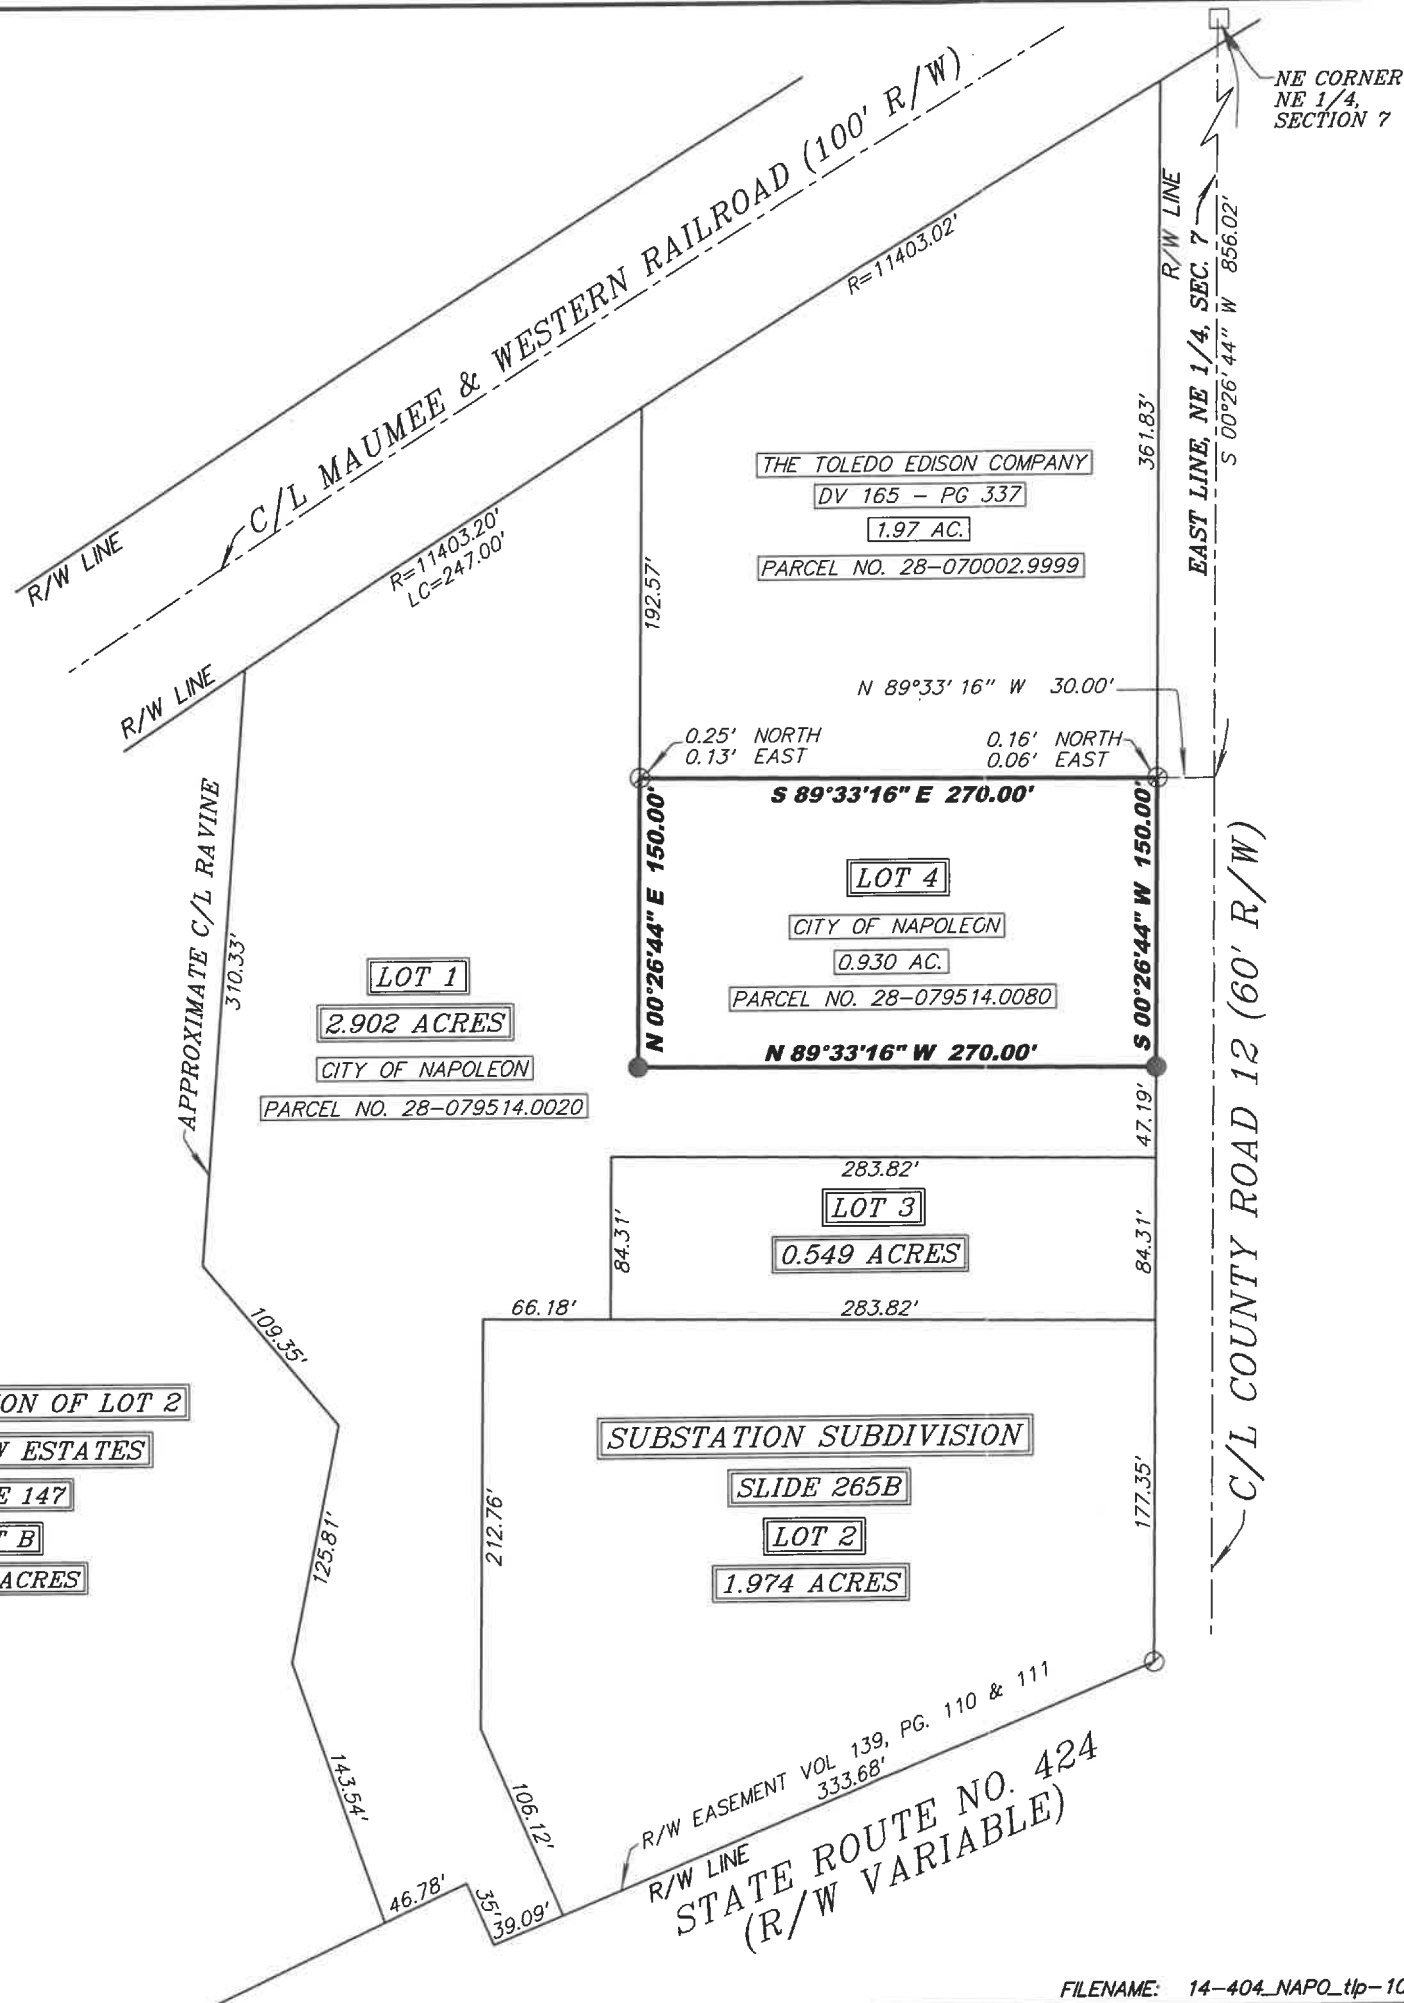 NE CORNER
NE 1/4,
SECTION 7
C/L MAUMEE & WESTERN RAILROAD (100' R/W)
R/W LINE
EAST LINE, NE 1/4, SEC. 7
S 00°26'44" W 856.02'
R=11403.02'
361.83'
THE TOLEDO EDISON COMPANY
DV 165 - PG 337
1.97 AC.
PARCEL NO. 28-070002.9999
R/W LINE
R=11403.20'
LC=247.00'
192.57'
R/W LINE
N 89°33'16" W 30.00'
0.25' NORTH
0.13' EAST
0.16' NORTH
0.06' EAST
S 89°33'16" E 270.00'
N 00°26'44" E 150.00'
S 00°26'44" W 150.00'
LOT 4
CITY OF NAPOLEON
0.930 AC.
PARCEL NO. 28-079514.0080
N 89°33'16" W 270.00'
APPROXIMATE C/L RAVINE
310.33'
LOT 1
2.902 ACRES
CITY OF NAPOLEON
PARCEL NO. 28-079514.0020
C/L COUNTY ROAD 12 (60' R/W)
47.19'
283.82'
LOT 3
0.549 ACRES
84.31'
84.31'
66.18'
283.82'
109.35'
ON OF LOT 2
W ESTATES
E 147
T B
ACRES
125.81'
SUBSTATION SUBDIVISION
SLIDE 265B
LOT 2
1.974 ACRES
212.76'
177.35'
143.54'
106.12'
R/W EASEMENT VOL 139, PG. 110 & 111
333.68'
R/W LINE
STATE ROUTE NO. 424
(R/W VARIABLE)
46.78'
35'
39.09'
FILENAME: 14-404_NAPO_tlp-10